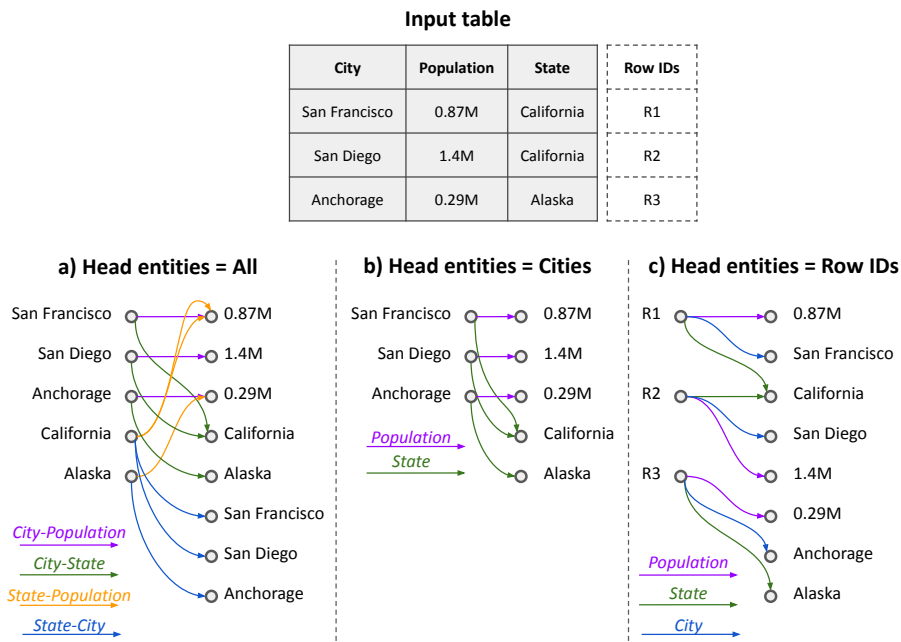 Input table
City Population State Row IDs
San Francisco 0.87M California R1
San Diego 1.4M California R2
Anchorage 0.29M Alaska R3
a) Head entities = All
San Francisco 0.87M
San Diego 1.4M
Anchorage 0.29M
California California
Alaska Alaska
San Francisco
San Diego
Anchorage
City-Population
City-State
State-Population
State-City
b) Head entities = Cities
San Francisco 0.87M
San Diego 1.4M
Anchorage 0.29M
California
Alaska
Population
State
c) Head entities = Row IDs
R1 0.87M
San Francisco
R2 California
San Diego
R3 1.4M
0.29M
Anchorage
Alaska
Population
State
City